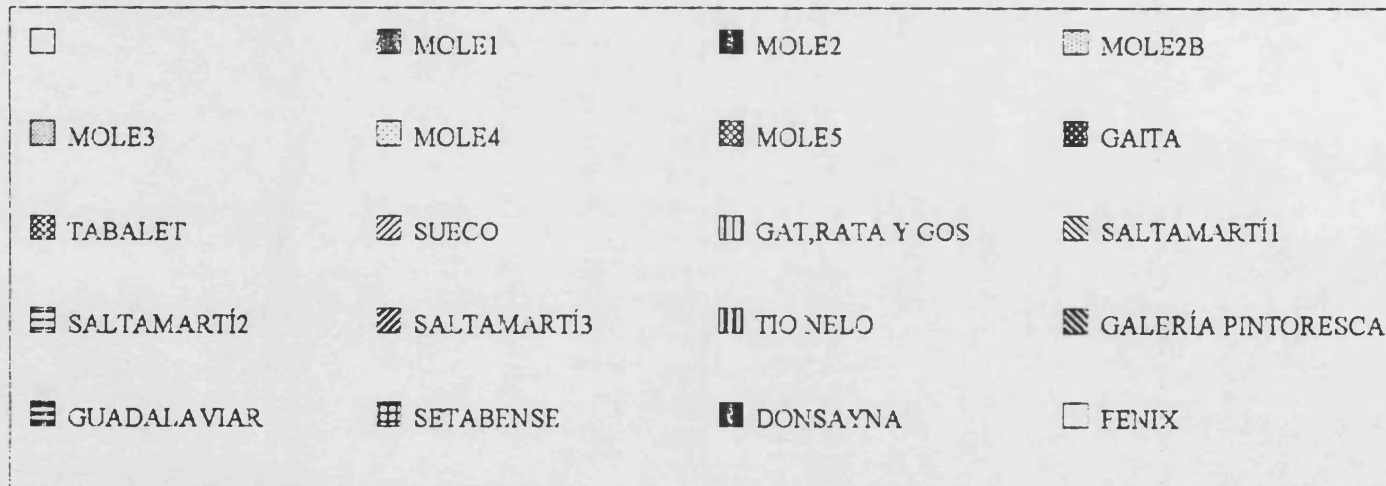 MOLE1 MOLE2 MOLE2B
MOLE3 MOLE4 MOLE5 GAITA
TABALET SUECO GAT,RATA Y GOS SALTAMARTÍ1
SALTAMARTÍ2 SALTAMARTÍ3 TIO NELO GALERÍA PINTORESCA
GUADALAVIAR SETABENSE DONSAYNA FENIX